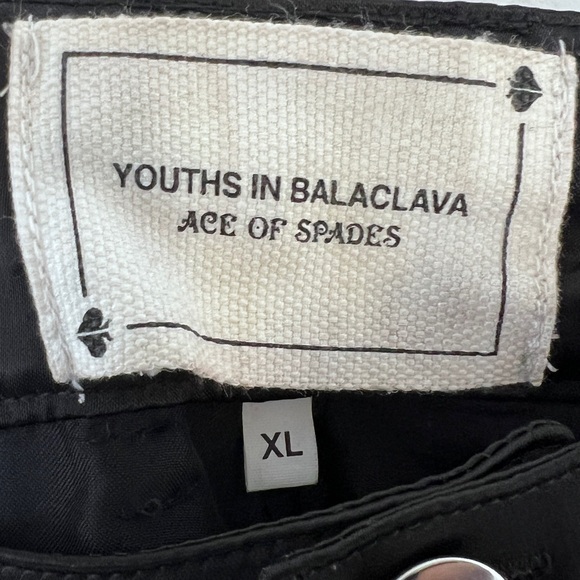 YOUTHS IN BALACLAVA
ACE OF SPADES
XL